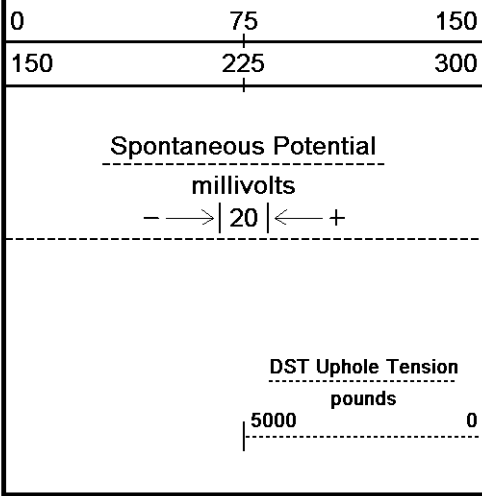 0 75 150
150 225 300
Spontaneous Potential
millivolts
− → | 20 | ← +
DST Uphole Tension
pounds
5000 0